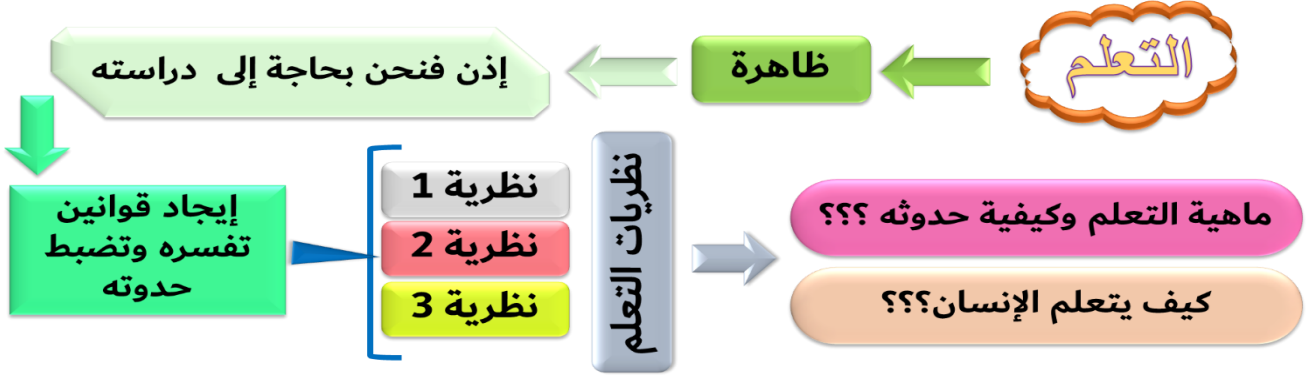 التعلم
ظاهرة
إذن فنحن بحاجة إلى دراسته
إيجاد قوانين
تفسره وتضبط
حدوته
نظرية 1
نظرية 2
نظرية 3
نظريات التعلم
ماهية التعلم وكيفية حدوثه ؟؟؟
كيف يتعلم الإنسان؟؟؟